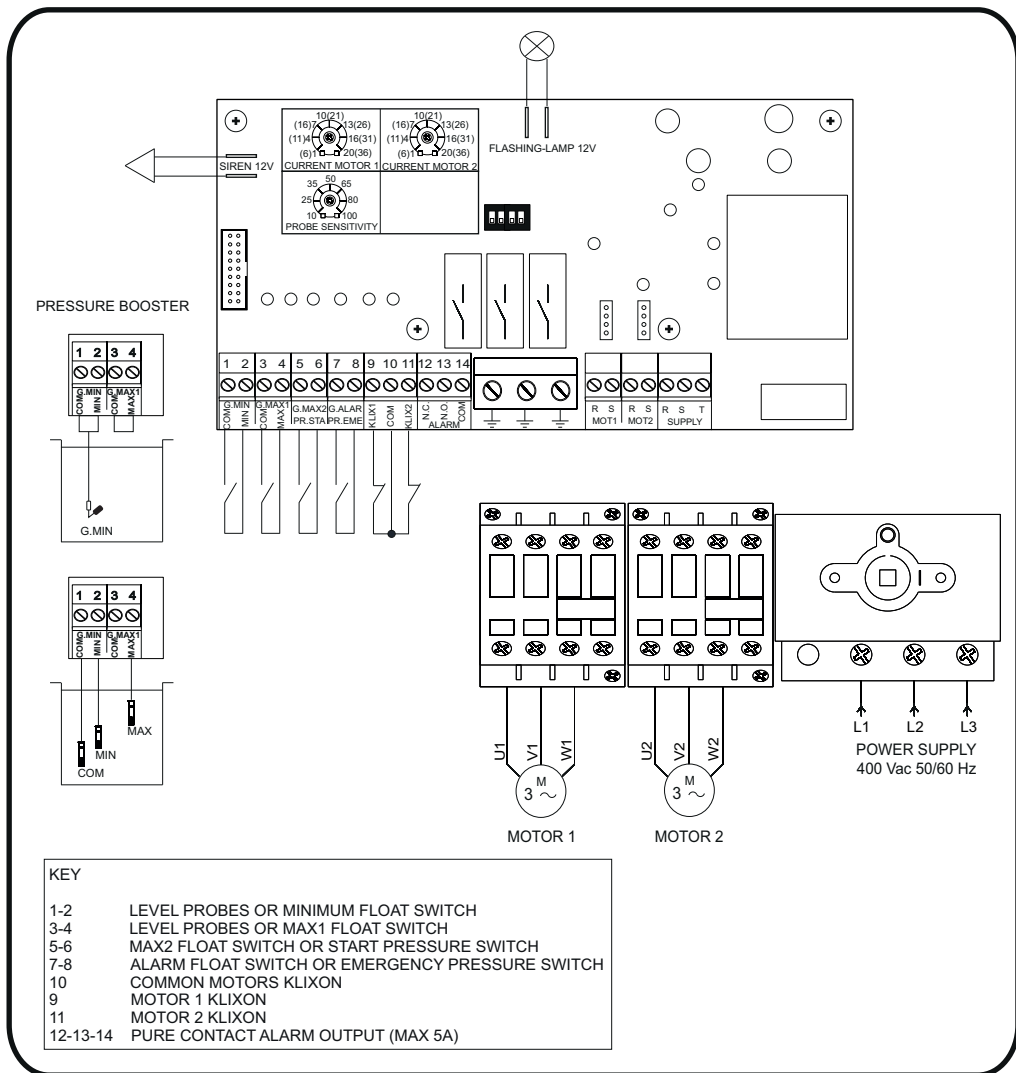 FLASHING-LAMP 12V
SIREN 12V
10(21)
(16)7 13(26)
(11)4 16(31)
(6)1 20(36)
CURRENT MOTOR 1
10(21)
(16)7 13(26)
(11)4 16(31)
(6)1 20(36)
CURRENT MOTOR 2
50
35 65
25 80
10 100
PROBE SENSITIVITY
PRESSURE BOOSTER
1 2 3 4
G.MIN G.MAX1
COM MIN COM MAX1
G.MIN
1 2 3 4
G.MIN G.MAX1
COM MIN COM MAX1
MAX
MIN
COM
1 2 3 4 5 6 7 8 9 10 11 12 13 14
G.MIN G.MAX1 G.MAX2 G.ALAR
COM MIN COM MAX1 PR.STA PR.EME KLIX1 COM KLIX2 N.C. N.O. COM
ALARM
R S R S R S T
MOT1 MOT2 SUPPLY
U1 V1 W1
M
3
MOTOR 1
U2 V2 W2
M
3
MOTOR 2
L1 L2 L3
POWER SUPPLY
400 Vac 50/60 Hz
KEY
1-2 LEVEL PROBES OR MINIMUM FLOAT SWITCH
3-4 LEVEL PROBES OR MAX1 FLOAT SWITCH
5-6 MAX2 FLOAT SWITCH OR START PRESSURE SWITCH
7-8 ALARM FLOAT SWITCH OR EMERGENCY PRESSURE SWITCH
10 COMMON MOTORS KLIXON
9 MOTOR 1 KLIXON
11 MOTOR 2 KLIXON
12-13-14 PURE CONTACT ALARM OUTPUT (MAX 5A)